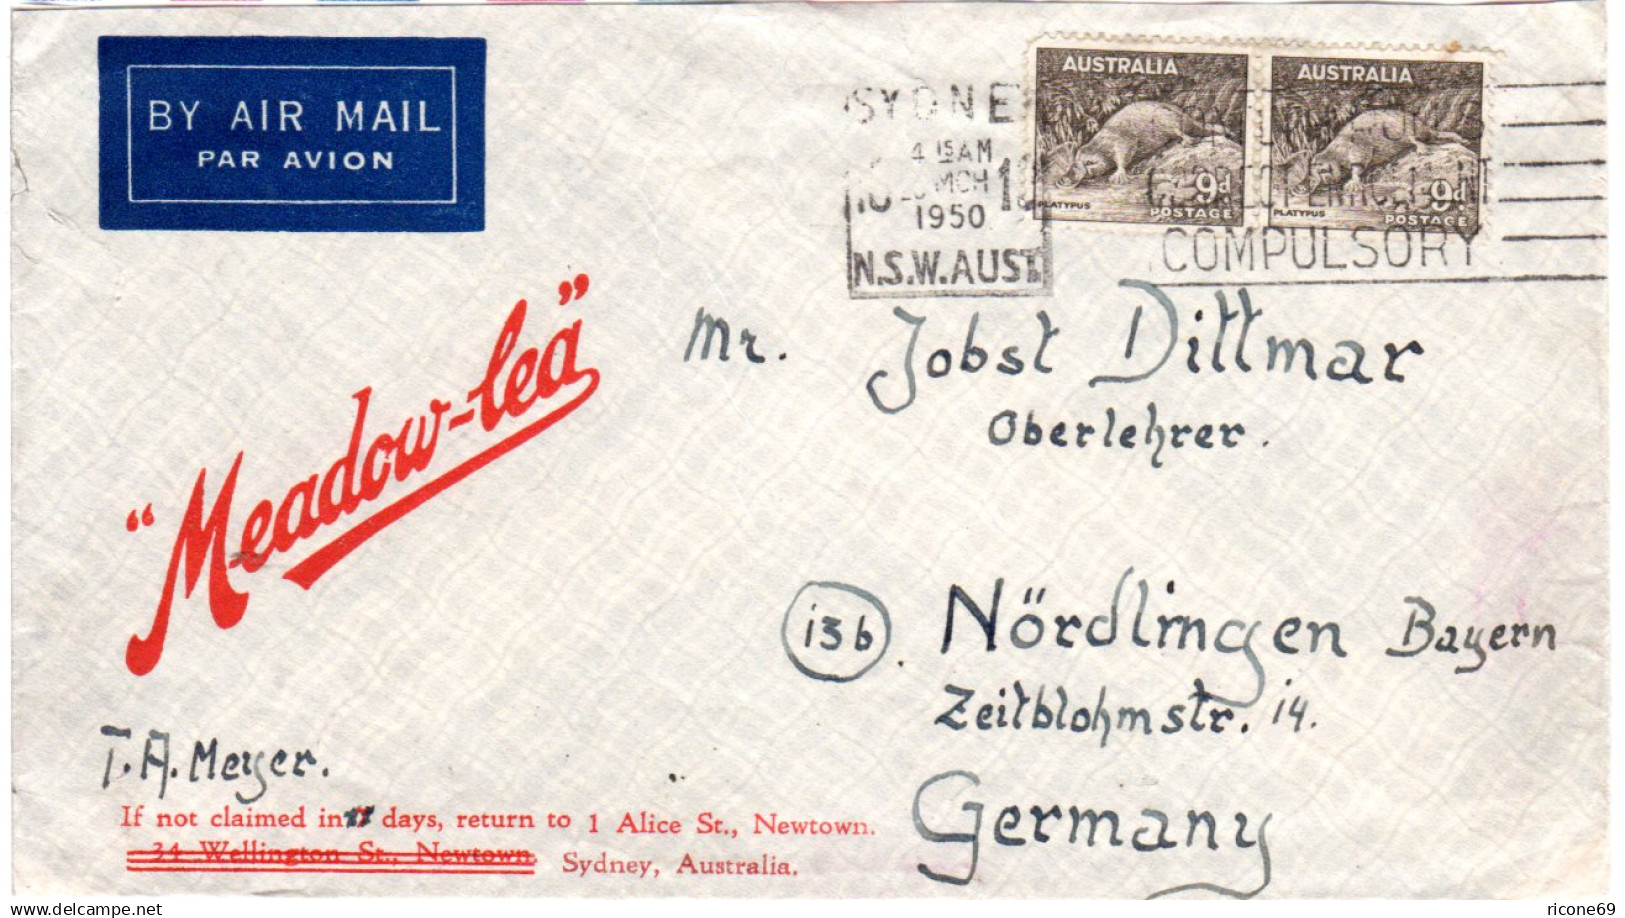 BY AIR MAIL
PAR AVION
SYDNE
4 15 AM
MCH
1950
N.S.W. AUST.
AUSTRALIA
9d
PLATYPUS
POSTAGE
AUSTRALIA
9d
PLATYPUS
POSTAGE
COMPULSORY
"Meadow-lea"
Mr. Jobst Dittmar
Oberlehrer.
13b Nördlingen Bayern
Zeitblohmstr. 14.
Germany
T.A. Meyer.
If not claimed in 7 days, return to 1 Alice St., Newtown.
34 Wellington St., Newtown. Sydney, Australia.
delcampe.net
ricone69